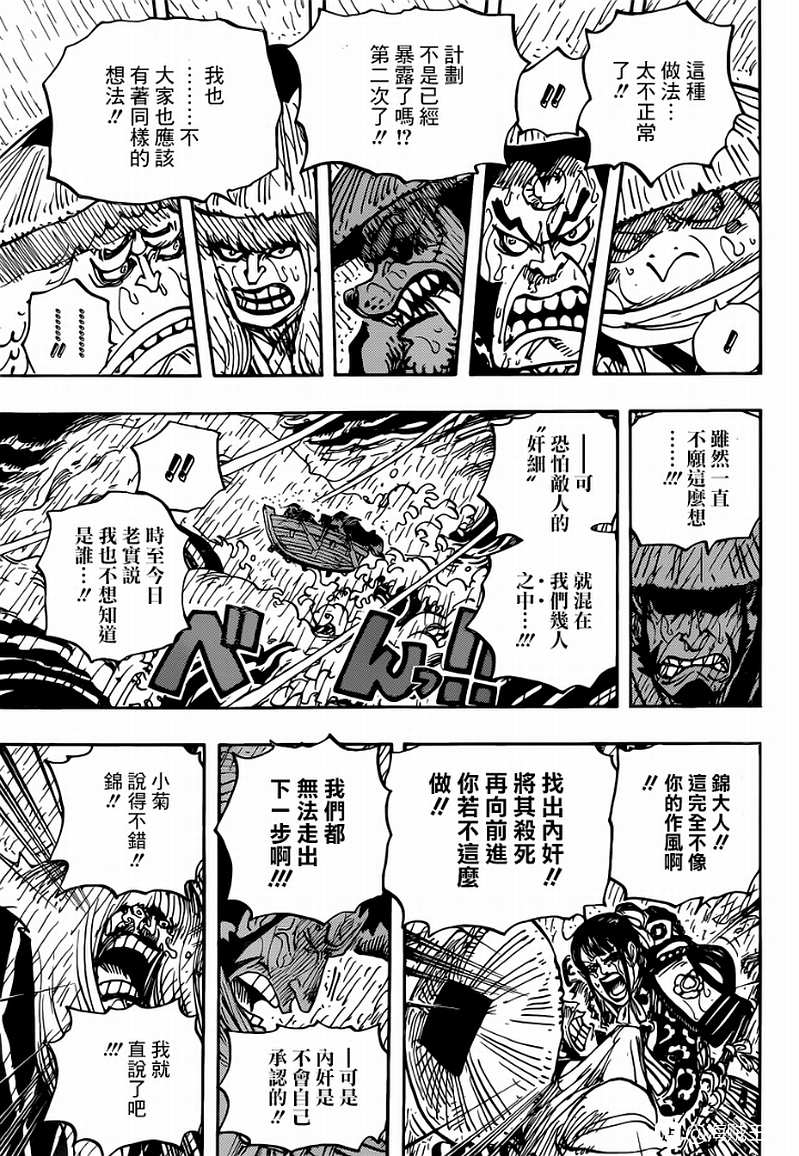 這種
做法⋯
太不正常
了!!
!!
計劃
不是已經
暴露了嗎!?
第二次了!!
我也
⋯⋯⋯不
大家也應該
有著同樣的
想法!
!
⋯⋯⋯!!
雖然一直
不願這麼想
⋯⋯!!!
──可
恐怕敵人的
〝奸細〞
就混在
我們幾人
之中⋯!!!
!!
時至今日
老實説
我也不想知道
是誰⋯!!
べんっ!!
錦大人!!
這完全不像
你的作風啊
!!
找出內奸!!
將其殺死
再向前進
你若不這麼
做!!
我們都
無法走出
下一步啊!!!
──可是
內奸是
不會自己
承認的!
小菊
說得不錯
錦!!
我就
直說了吧
!!!